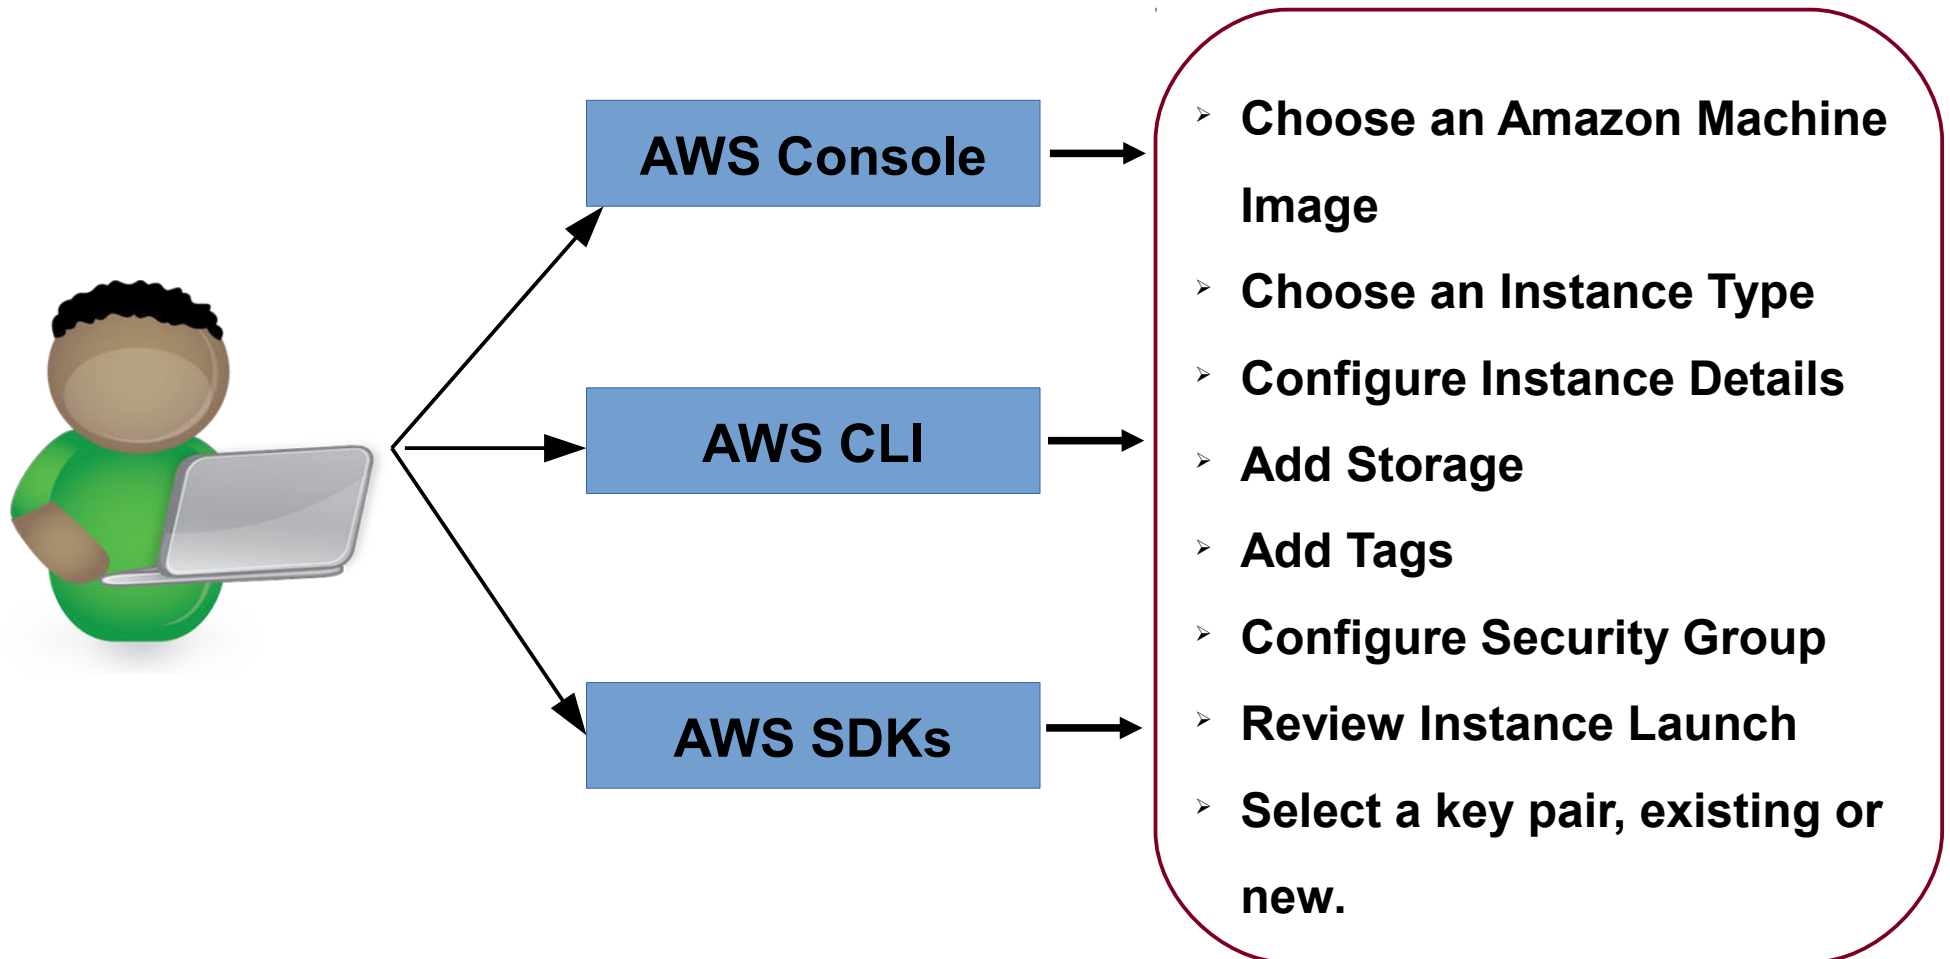 AWS Console
AWS CLI
AWS SDKs
Choose an Amazon Machine
Image
Choose an Instance Type
Configure Instance Details
Add Storage
Add Tags
Configure Security Group
Review Instance Launch
Select a key pair, existing or
new.